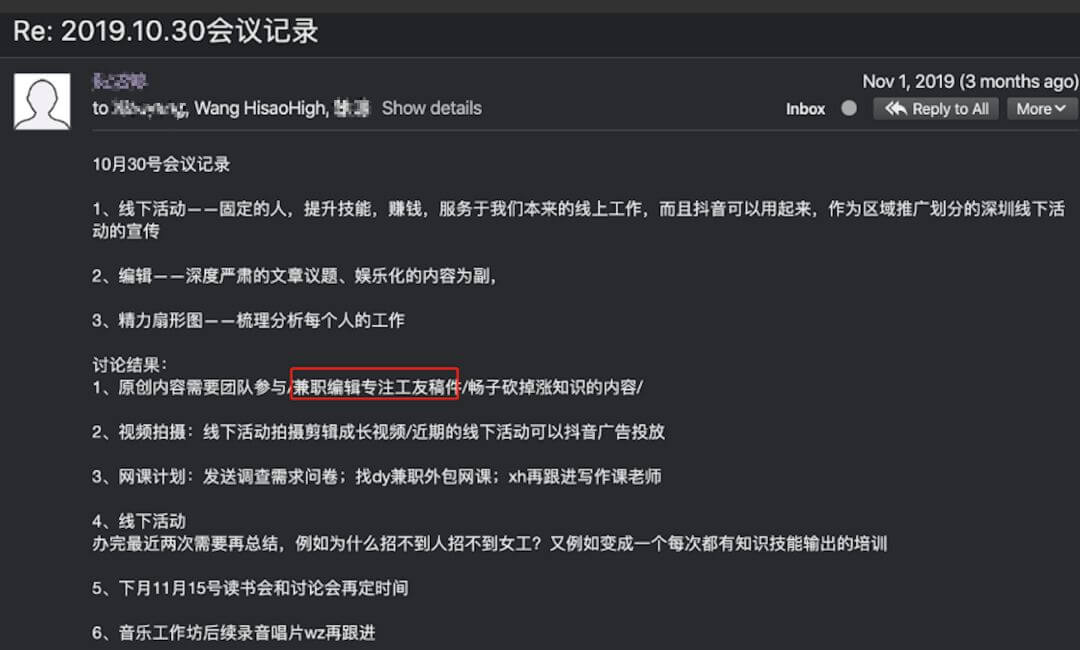 Re: 2019.10.30会议记录
Nov 1, 2019 (3 months ago)
to , Wang HisaoHigh, Show details
Inbox Reply to All More
10月30号会议记录
1、线下活动——固定的人，提升技能，赚钱，服务于我们本来的线上工作，而且抖音可以用起来，作为区域推广划分的深圳线下活
动的宣传
2、编辑——深度严肃的文章议题、娱乐化的内容为副，
3、精力扇形图——梳理分析每个人的工作
讨论结果：
1、原创内容需要团队参与/兼职编辑专注工友稿件/畅子砍掉涨知识的内容/
2、视频拍摄：线下活动拍摄剪辑成长视频/近期的线下活动可以抖音广告投放
3、网课计划：发送调查需求问卷；找dy兼职外包网课；xh再跟进写作课老师
4、线下活动
办完最近两次需要再总结，例如为什么招不到人招不到女工？又例如变成一个每次都有知识技能输出的培训
5、下月11月15号读书会和讨论会再定时间
6、音乐工作坊后续录音唱片wz再跟进